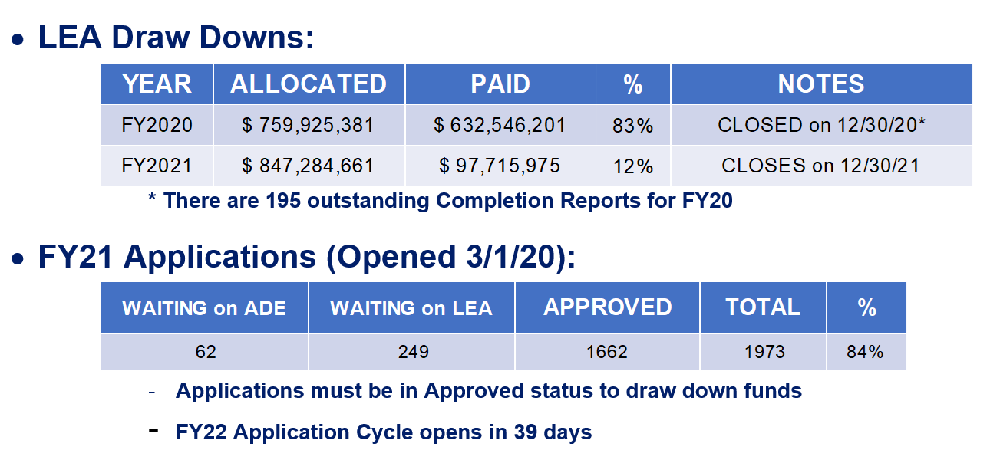 • LEA Draw Downs:
YEAR ALLOCATED PAID % NOTES
FY2020 $ 759,925,381 $ 632,546,201 83% CLOSED on 12/30/20*
FY2021 $ 847,284,661 $ 97,715,975 12% CLOSES on 12/30/21
* There are 195 outstanding Completion Reports for FY20
• FY21 Applications (Opened 3/1/20):
WAITING on ADE WAITING on LEA APPROVED TOTAL %
62 249 1662 1973 84%
- Applications must be in Approved status to draw down funds
- FY22 Application Cycle opens in 39 days